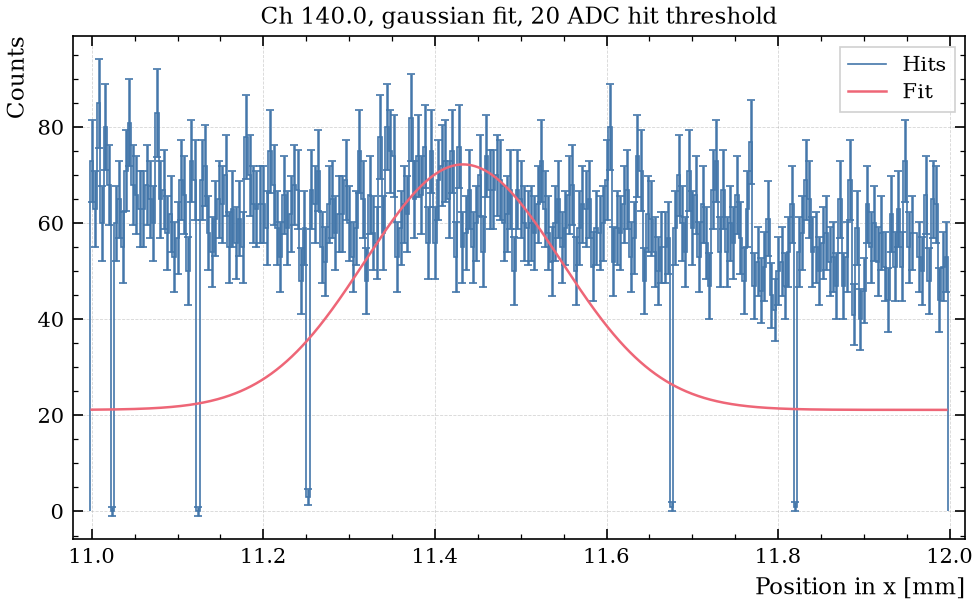 Ch 140.0, gaussian fit, 20 ADC hit threshold
Counts
Hits
Fit
80
60
40
20
0
11.0 11.2 11.4 11.6 11.8 12.0
Position in x [mm]